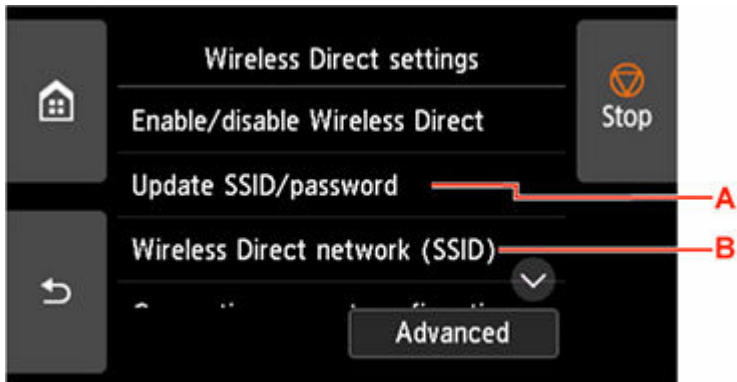 Wireless Direct settings
Stop
Enable/disable Wireless Direct
Update SSID/password
A
Wireless Direct network (SSID)
B
Advanced